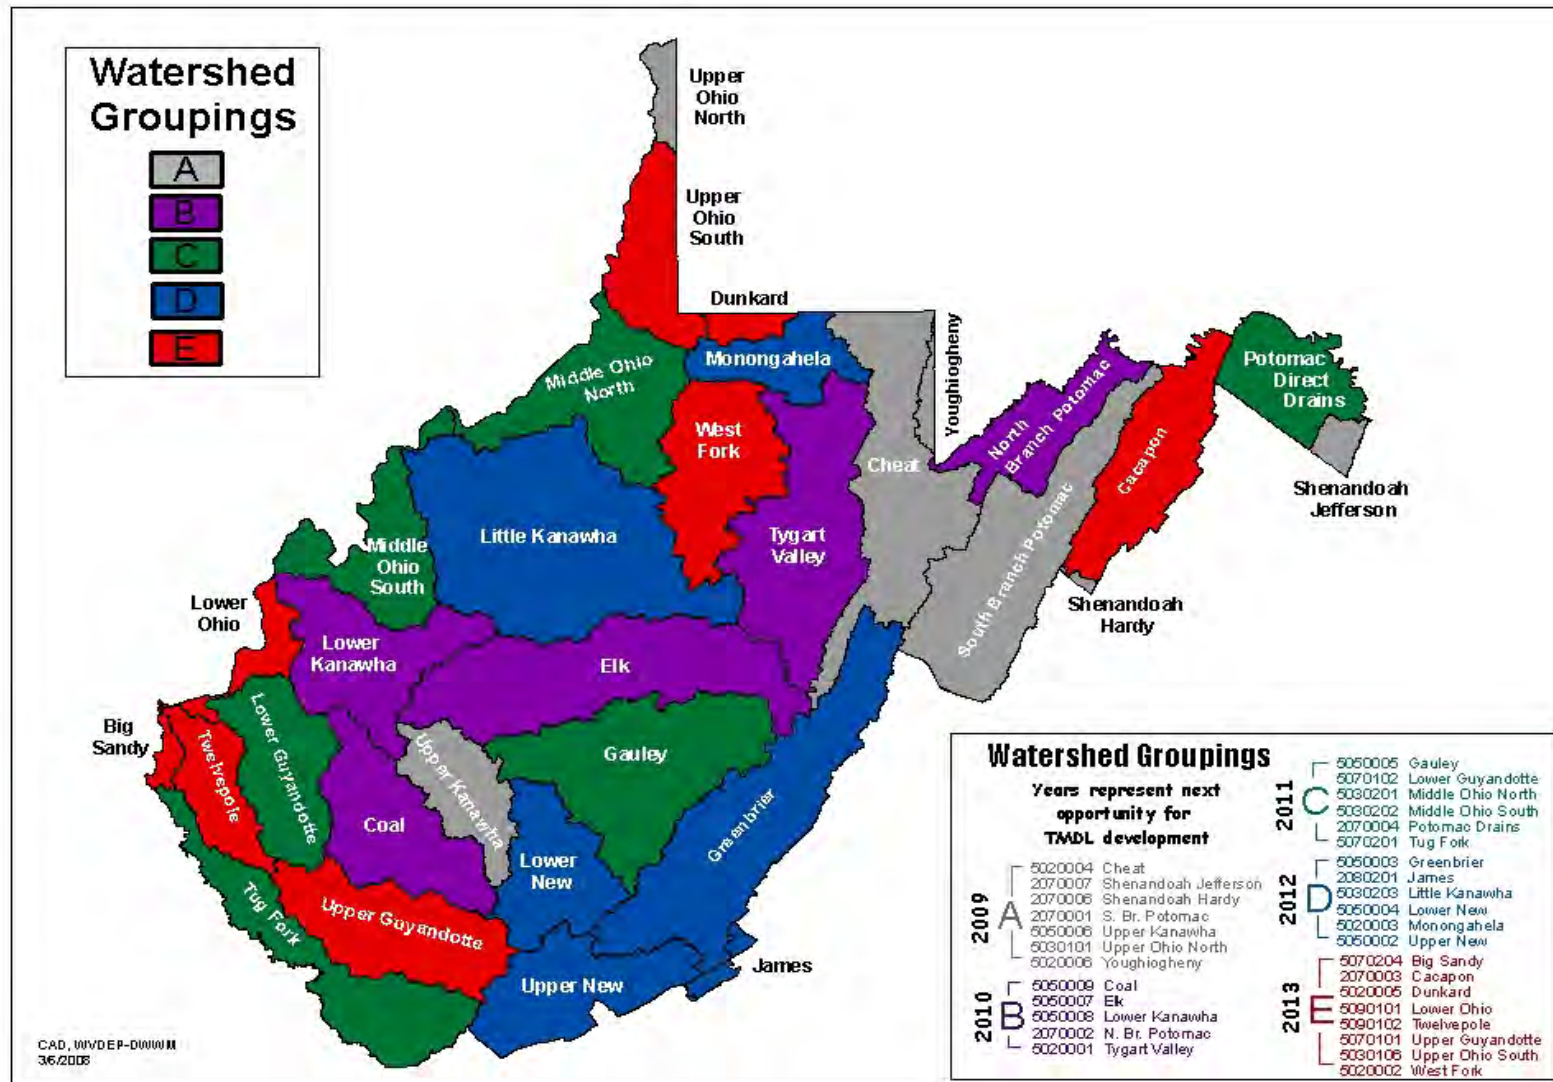 Watershed
Groupings
A
B
C
D
E
Upper
Ohio
North
Upper
Ohio
South
Dunkard
Monongahela
Youghiogheny
Middle Ohio
North
West
Fork
Cheat
North
Branch Potomac
Cacapon
Potomac
Direct
Drains
Shenandoah
Jefferson
Little Kanawha
Tygart
Valley
South Branch Potomac
Shenandoah
Hardy
Middle
Ohio
South
Lower
Ohio
Lower
Kanawha
Elk
Big
Sandy
Twelvepole
Lower Guyandotte
Upper Kanawha
Gauley
Coal
Greenbrier
Lower
New
Tug Fork
Upper Guyandotte
Upper New
James
Watershed Groupings
Years represent next
opportunity for
TMDL development
2009
A
5020004 Cheat
2070007 Shenandoah Jefferson
2070006 Shenandoah Hardy
2070001 S. Br. Potomac
5050006 Upper Kanawha
5030101 Upper Ohio North
5020006 Youghiogheny
2010
B
5050009 Coal
5050007 Elk
5050008 Lower Kanawha
2070002 N. Br. Potomac
5020001 Tygart Valley
2011
C
5050005 Gauley
5070102 Lower Guyandotte
5030201 Middle Ohio North
5030202 Middle Ohio South
2070004 Potomac Drains
5070201 Tug Fork
2012
D
5050003 Greenbrier
2080201 James
5030203 Little Kanawha
5050004 Lower New
5020003 Monongahela
5050002 Upper New
2013
E
5070204 Big Sandy
2070003 Cacapon
5020005 Dunkard
5090101 Lower Ohio
5090102 Twelvepole
5070101 Upper Guyandotte
5030106 Upper Ohio South
5020002 West Fork
CAD, WVDEP-DWWM
3/6/2008